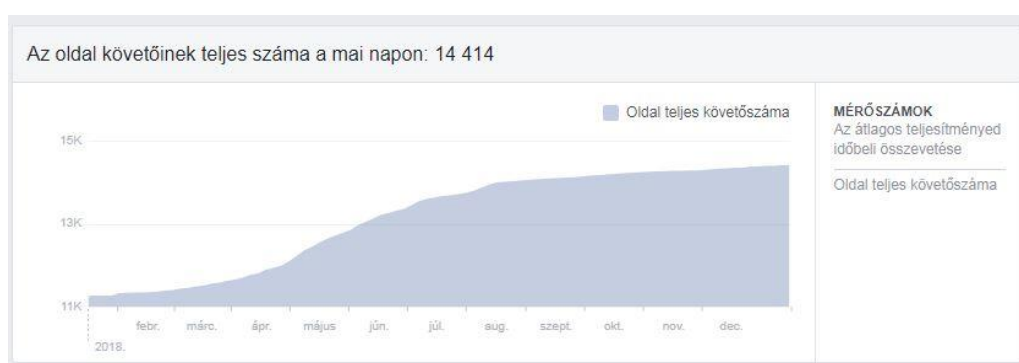 Az oldal követőinek teljes száma a mai napon: 14 414
Oldal teljes követőszáma
15K
13K
11K
febr. márc. ápr. május jún. júl. aug. szept. okt. nov. dec.
2018.
MÉRŐSZÁMOK
Az átlagos teljesítményed
időbeli összevetése
Oldal teljes követőszáma